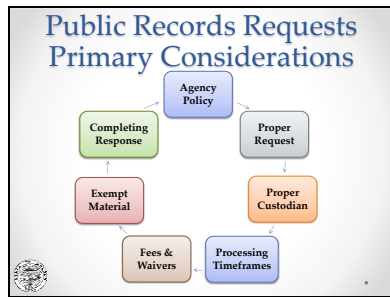 Public Records Requests
Primary Considerations
Agency
Policy
Proper
Request
Proper
Custodian
Processing
Timeframes
Fees &
Waivers
Exempt
Material
Completing
Response